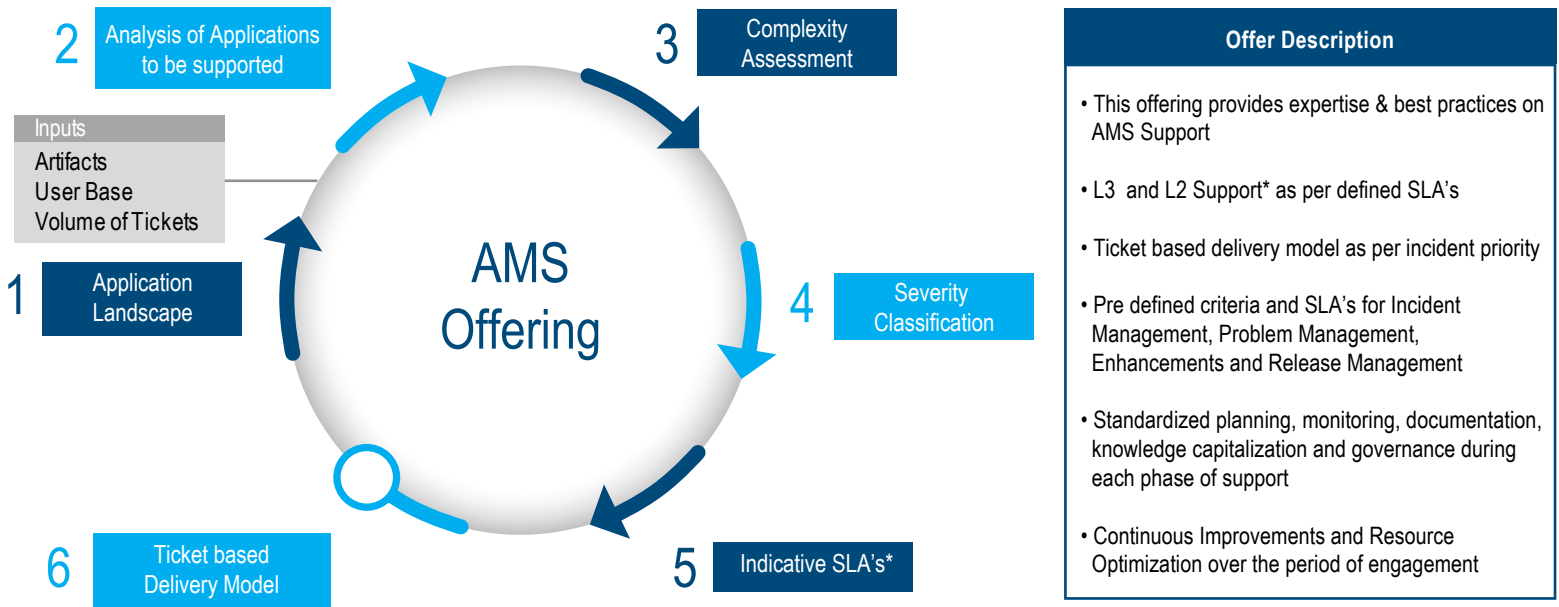 2
Analysis of Applications
to be supported
3
Complexity
Assessment
Inputs
Artifacts
User Base
Volume of Tickets
1
Application
Landscape
AMS
Offering
4
Severity
Classification
6
Ticket based
Delivery Model
5
Indicative SLA's*
Offer Description
• This offering provides expertise & best practices on
AMS Support
• L3 and L2 Support* as per defined SLA's
• Ticket based delivery model as per incident priority
• Pre defined criteria and SLA's for Incident
Management, Problem Management,
Enhancements and Release Management
• Standardized planning, monitoring, documentation,
knowledge capitalization and governance during
each phase of support
• Continuous Improvements and Resource
Optimization over the period of engagement